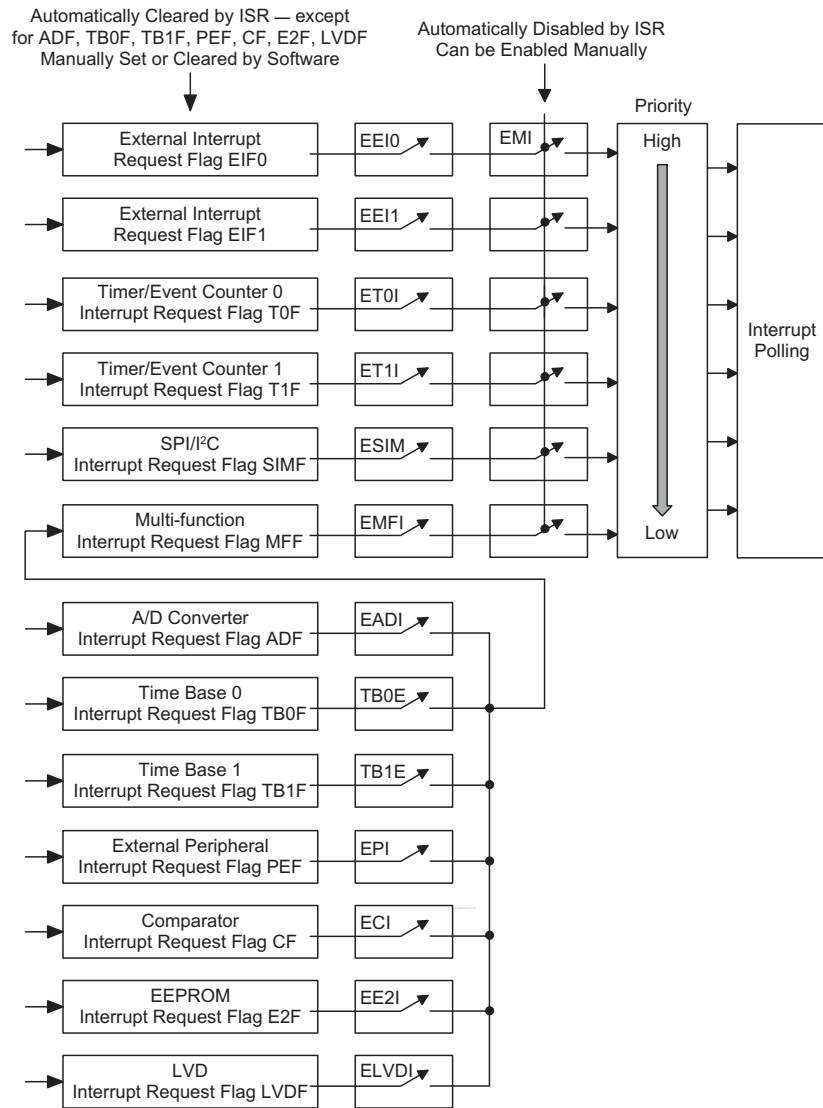 Automatically Cleared by ISR — except
for ADF, TB0F, TB1F, PEF, CF, E2F, LVDF
Manually Set or Cleared by Software
Automatically Disabled by ISR
Can be Enabled Manually
Priority
External Interrupt
Request Flag EIF0
EEI0
EMI
High
External Interrupt
Request Flag EIF1
EEI1
Timer/Event Counter 0
Interrupt Request Flag T0F
ET0I
Interrupt
Polling
Timer/Event Counter 1
Interrupt Request Flag T1F
ET1I
SPI/I²C
Interrupt Request Flag SIMF
ESIM
Multi-function
Interrupt Request Flag MFF
EMFI
Low
A/D Converter
Interrupt Request Flag ADF
EADI
Time Base 0
Interrupt Request Flag TB0F
TB0E
Time Base 1
Interrupt Request Flag TB1F
TB1E
External Peripheral
Interrupt Request Flag PEF
EPI
Comparator
Interrupt Request Flag CF
ECI
EEPROM
Interrupt Request Flag E2F
EE2I
LVD
Interrupt Request Flag LVDF
ELVDI